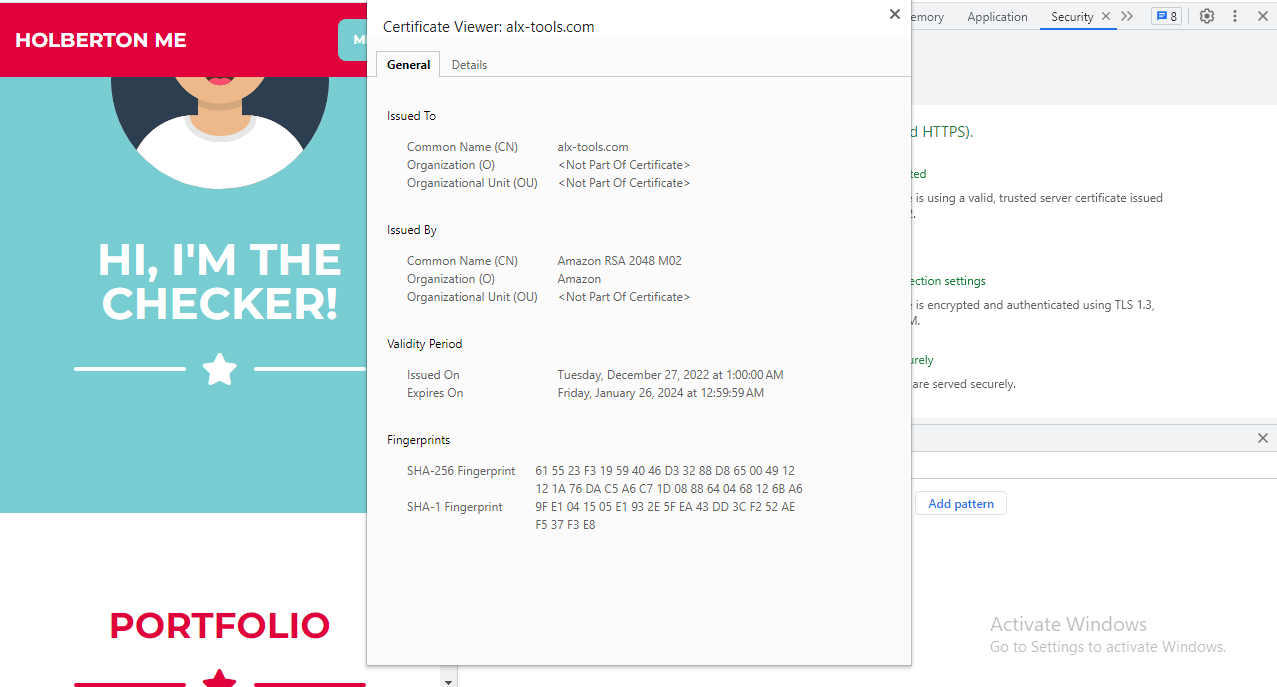 HOLBERTON ME
HI, I'M THE
CHECKER!
PORTFOLIO
Certificate Viewer: alx-tools.com
General Details
Issued To
Common Name (CN) alx-tools.com
Organization (O) <Not Part Of Certificate>
Organizational Unit (OU) <Not Part Of Certificate>
Issued By
Common Name (CN) Amazon RSA 2048 M02
Organization (O) Amazon
Organizational Unit (OU) <Not Part Of Certificate>
Validity Period
Issued On Tuesday, December 27, 2022 at 1:00:00 AM
Expires On Friday, January 26, 2024 at 12:59:59 AM
Fingerprints
SHA-256 Fingerprint 61 55 23 F3 19 59 40 46 D3 32 88 D8 65 00 49 12
12 1A 76 DA C5 A6 C7 1D 08 88 64 04 68 12 6B A6
SHA-1 Fingerprint 9F E1 04 15 05 E1 93 2E 5F EA 43 DD 3C F2 52 AE
F5 37 F3 E8
emory Application Security 8
d HTTPS).
ted
is using a valid, trusted server certificate issued
2.
ection settings
is encrypted and authenticated using TLS 1.3,
M.
urely
are served securely.
Add pattern
Activate Windows
Go to Settings to activate Windows.